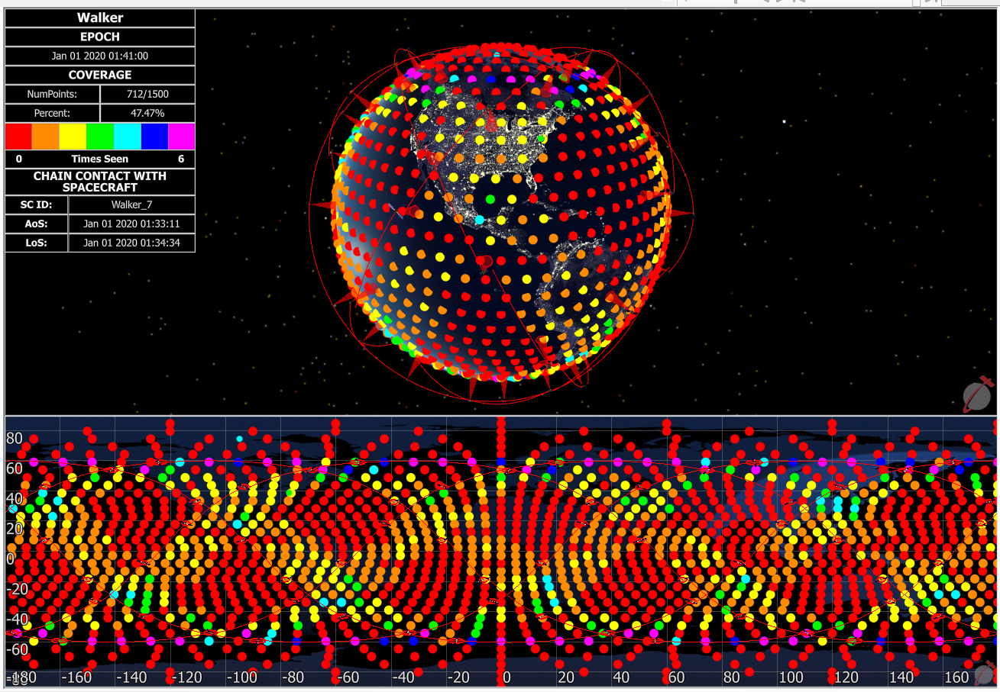 Walker
EPOCH
Jan 01 2020 01:41:00
COVERAGE
NumPoints: 712/1500
Percent: 47.47%
0 Times Seen 6
CHAIN CONTACT WITH
SPACECRAFT
SC ID: Walker_7
AoS: Jan 01 2020 01:33:11
LoS: Jan 01 2020 01:34:34
80
60
40
20
0
-20
-40
-60
-180 -160 -140 -120 -100 -80 -60 -40 -20 0 20 40 60 80 100 120 140 160